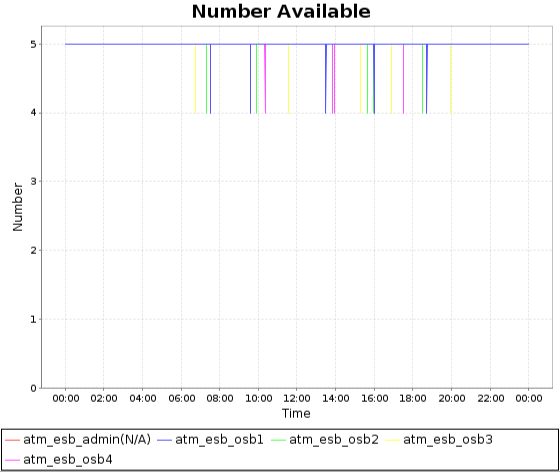 Number Available
5
4
3
2
1
0
Number
00:00 02:00 04:00 06:00 08:00 10:00 12:00 14:00 16:00 18:00 20:00 22:00 00:00
Time
atm_esb_admin(N/A) atm_esb_osb1 atm_esb_osb2 atm_esb_osb3
atm_esb_osb4